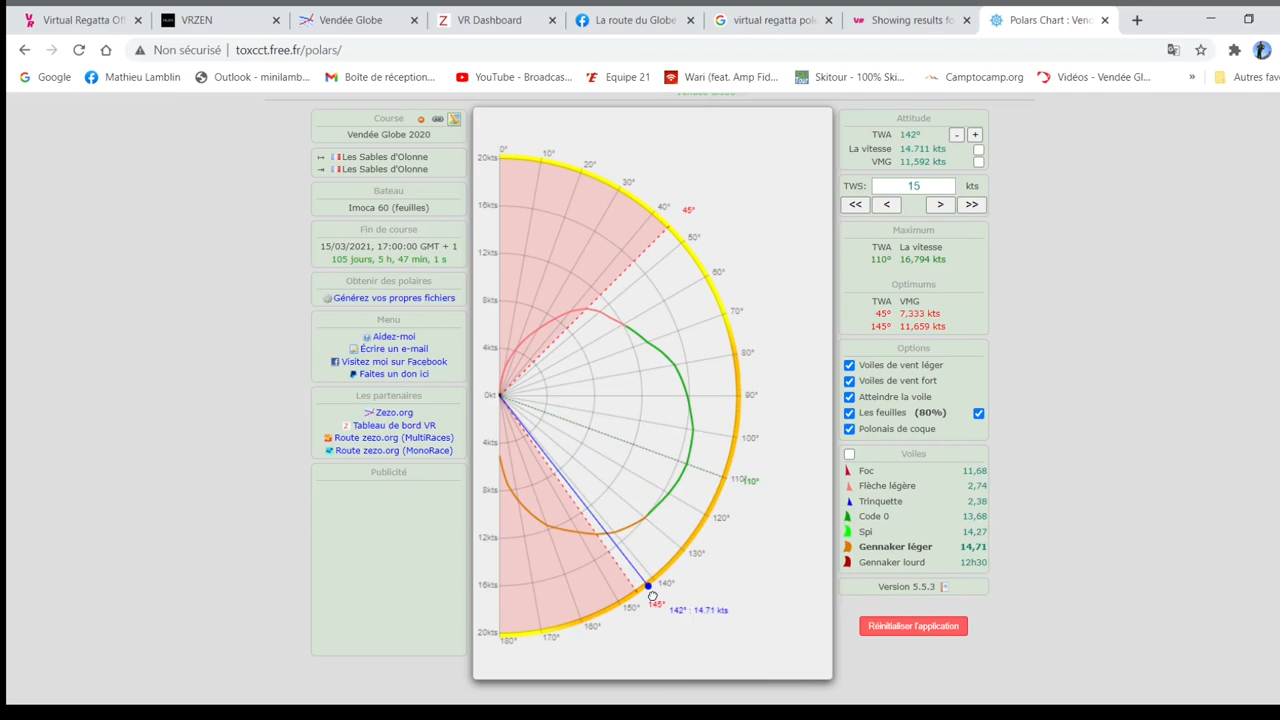 Virtual Regatta Of
VRZEN
Vendée Globe
VR Dashboard
La route du Globe
virtual regatta pol
Showing results fo
Polars Chart : Vend
Non sécurisé | toxcct.free.fr/polars/
Google
Mathieu Lamblin
Outlook - minilamb...
Boîte de réception...
YouTube - Broadcas...
Equipe 21
Wari (feat. Amp Fid...
Skitour - 100% Ski...
Camptocamp.org
Vidéos - Vendée Gl...
»
Autres fav
Course
Vendée Globe 2020
Les Sables d'Olonne
Les Sables d'Olonne
Bateau
Imoca 60 (feuilles)
Fin de course
15/03/2021, 17:00:00 GMT + 1
105 jours, 5 h, 47 min, 1 s
Obtenir des polaires
Générez vos propres fichiers
Menu
Aidez-moi
Écrire un e-mail
Visitez moi sur Facebook
Faites un don ici
Les partenaires
Zezo.org
Tableau de bord VR
Route zezo.org (MultiRaces)
Route zezo.org (MonoRace)
Publicité
0°
10°
20°
30°
40°
45°
50°
60°
70°
80°
90°
100°
110°
110°
120°
130°
140°
145°
142° : 14.71 kts
150°
160°
170°
180°
20kts
16kts
12kts
8kts
4kts
0kt
4kts
8kts
12kts
16kts
20kts
Attitude
TWA 142° - +
La vitesse 14.711 kts
VMG 11,592 kts
TWS: 15 kts
<< < > >>
Maximum
TWA La vitesse
110° 16,794 kts
Optimums
TWA VMG
45° 7,333 kts
145° 11,659 kts
Options
Voiles de vent léger
Voiles de vent fort
Atteindre la voile
Les feuilles (80%)
Polonais de coque
Voiles
Foc 11,68
Flèche légère 2,74
Trinquette 2,38
Code 0 13,68
Spi 14,27
Gennaker léger 14,71
Gennaker lourd 12h30
Version 5.5.3
Réinitialiser l'application